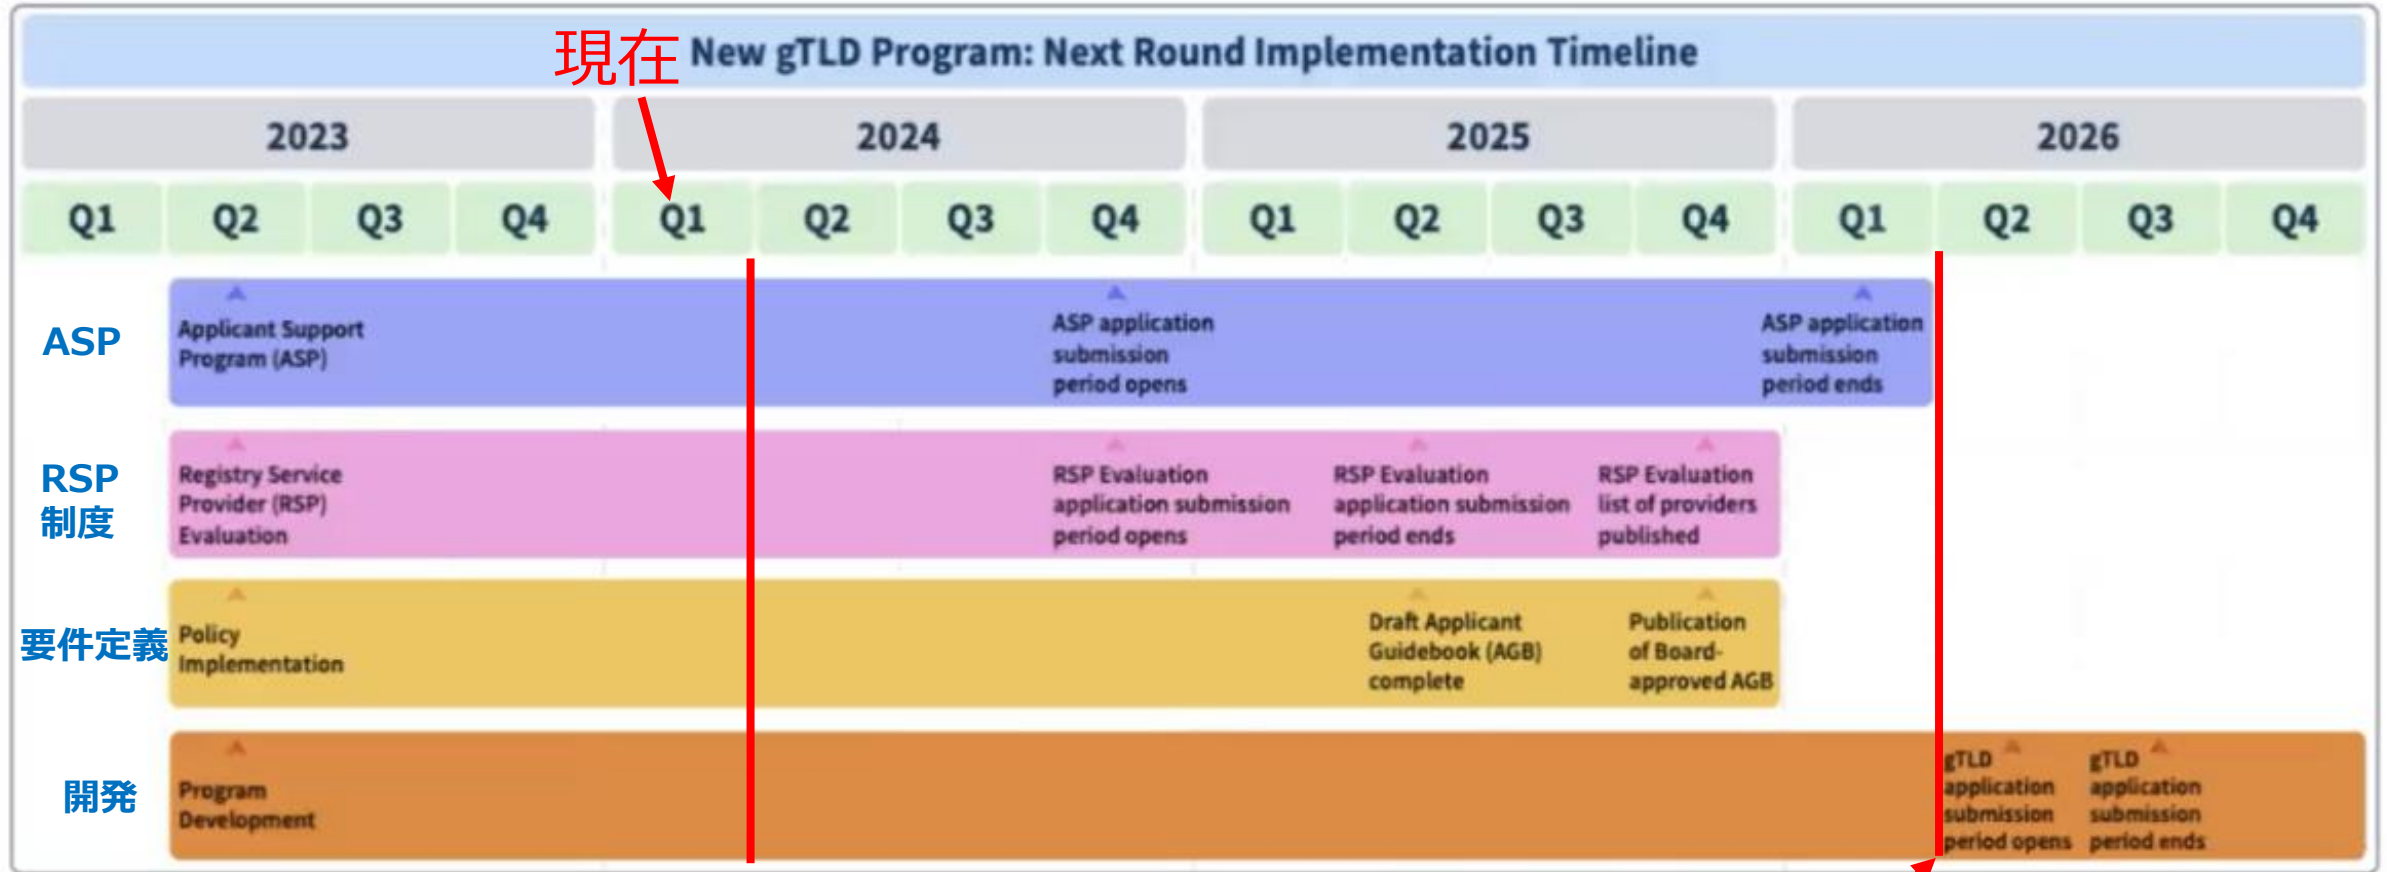 現在
New gTLD Program: Next Round Implementation Timeline
2023
2024
2025
2026
Q1
Q2
Q3
Q4
Q1
Q2
Q3
Q4
Q1
Q2
Q3
Q4
Q1
Q2
Q3
Q4
ASP
Applicant Support
Program (ASP)
ASP application
submission
period opens
ASP application
submission
period ends
RSP
制度
Registry Service
Provider (RSP)
Evaluation
RSP Evaluation
application submission
period opens
RSP Evaluation
application submission
period ends
RSP Evaluation
list of providers
published
要件定義
Policy
Implementation
Draft Applicant
Guidebook (AGB)
complete
Publication
of Board-
approved AGB
開発
Program
Development
gTLD
application
submission
period opens
gTLD
application
submission
period ends